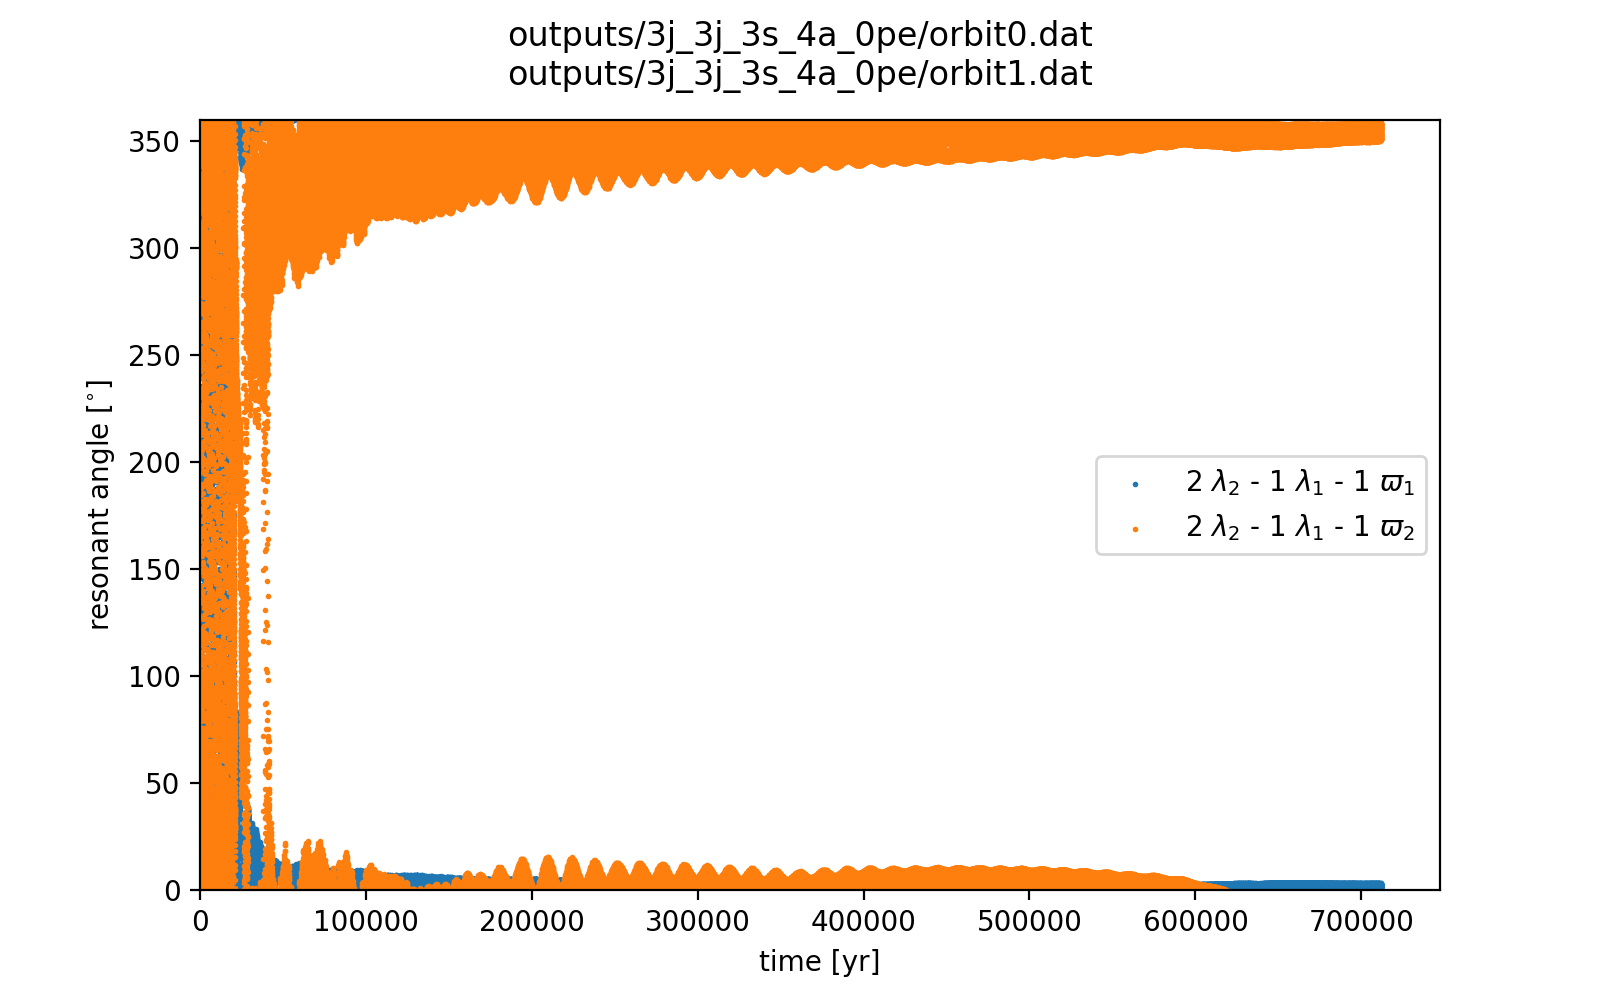 outputs/3j_3j_3s_4a_0pe/orbit0.dat
outputs/3j_3j_3s_4a_0pe/orbit1.dat
350
300
250
200
150
100
50
0
resonant angle [°]
2 λ₂ - 1 λ₁ - 1 ϖ₁
2 λ₂ - 1 λ₁ - 1 ϖ₂
0 100000 200000 300000 400000 500000 600000 700000
time [yr]